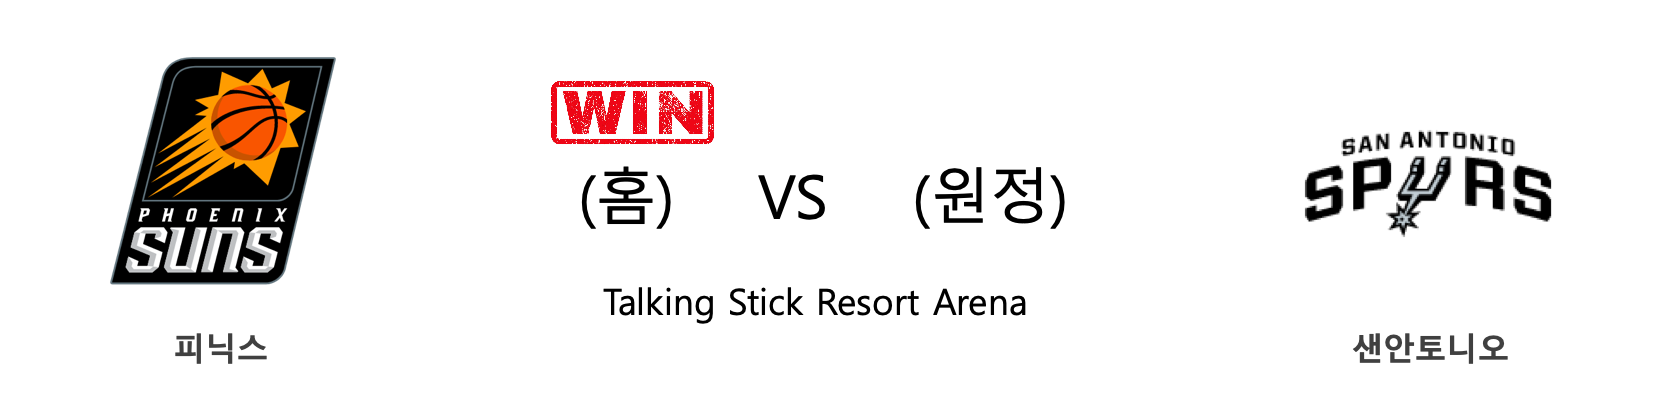 PHOENIX
SUNS
피닉스
WIN
(홈) VS (원정)
Talking Stick Resort Arena
SAN ANTONIO
SPURS
샌안토니오